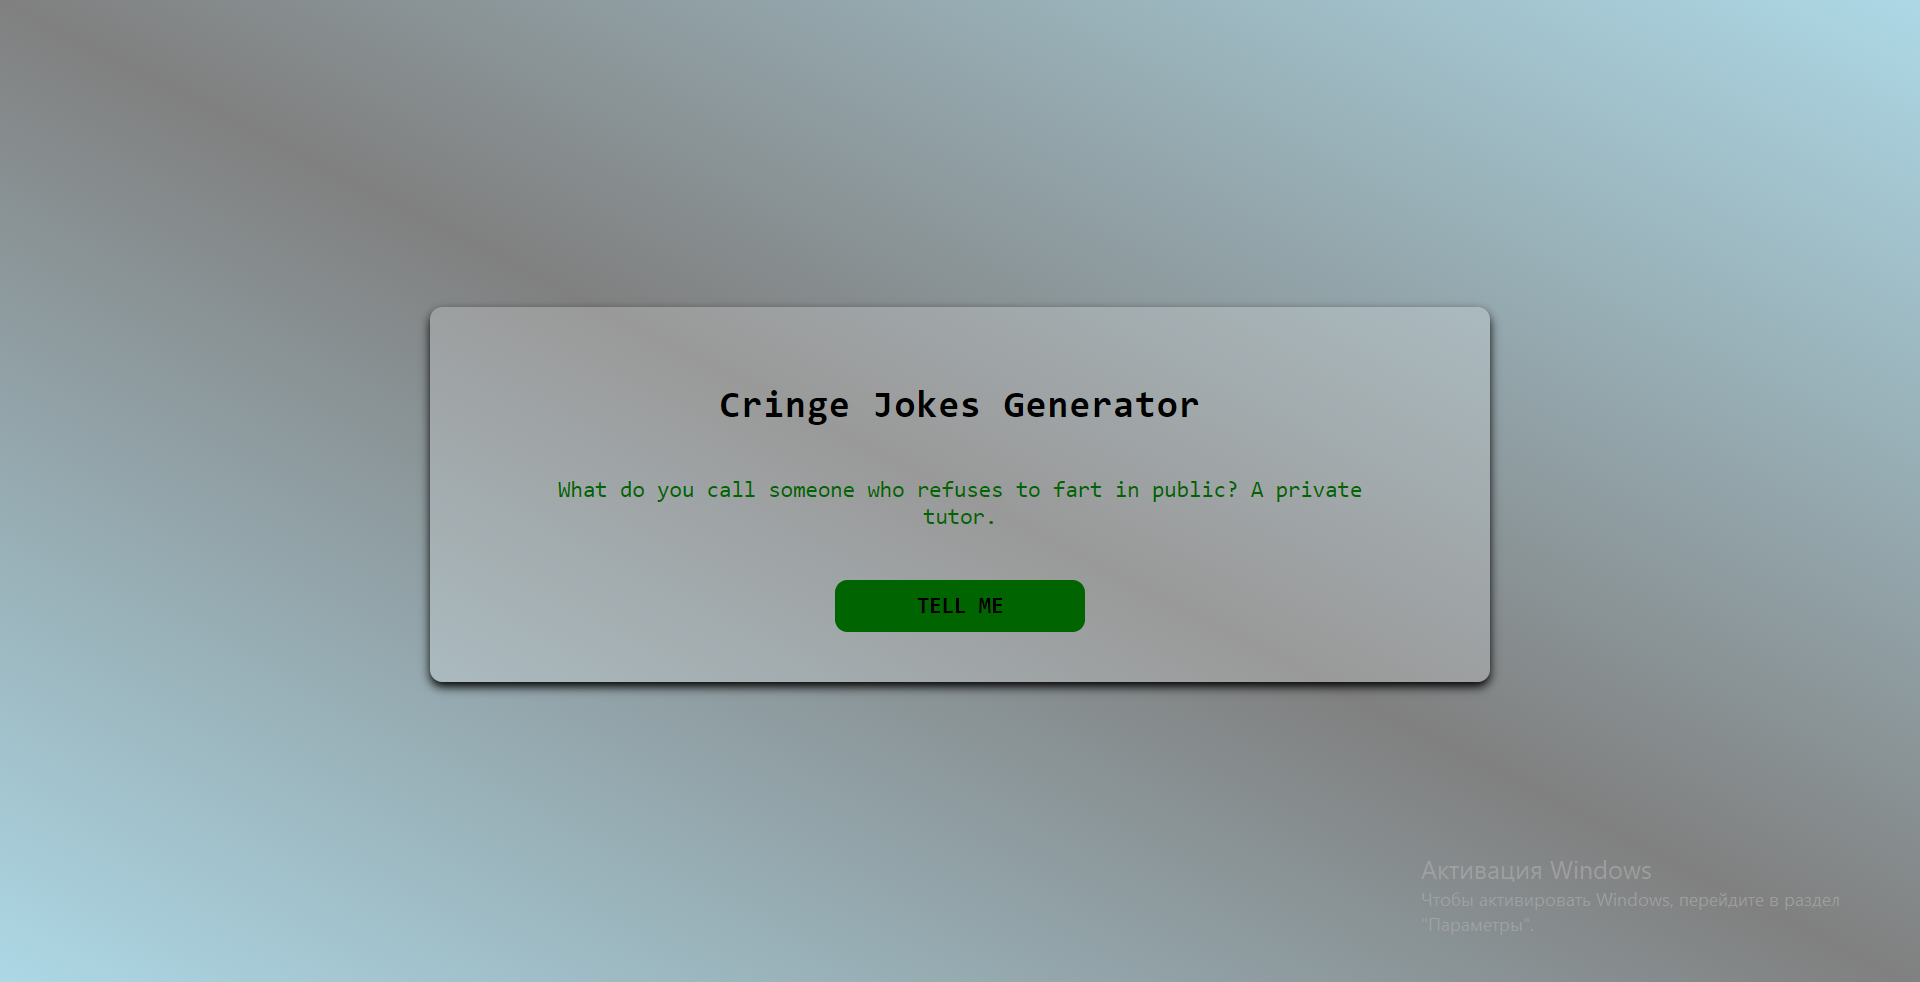 Cringe Jokes Generator
What do you call someone who refuses to fart in public? A private
tutor.
TELL ME
Активация Windows
Чтобы активировать Windows, перейдите в раздел
"Параметры".